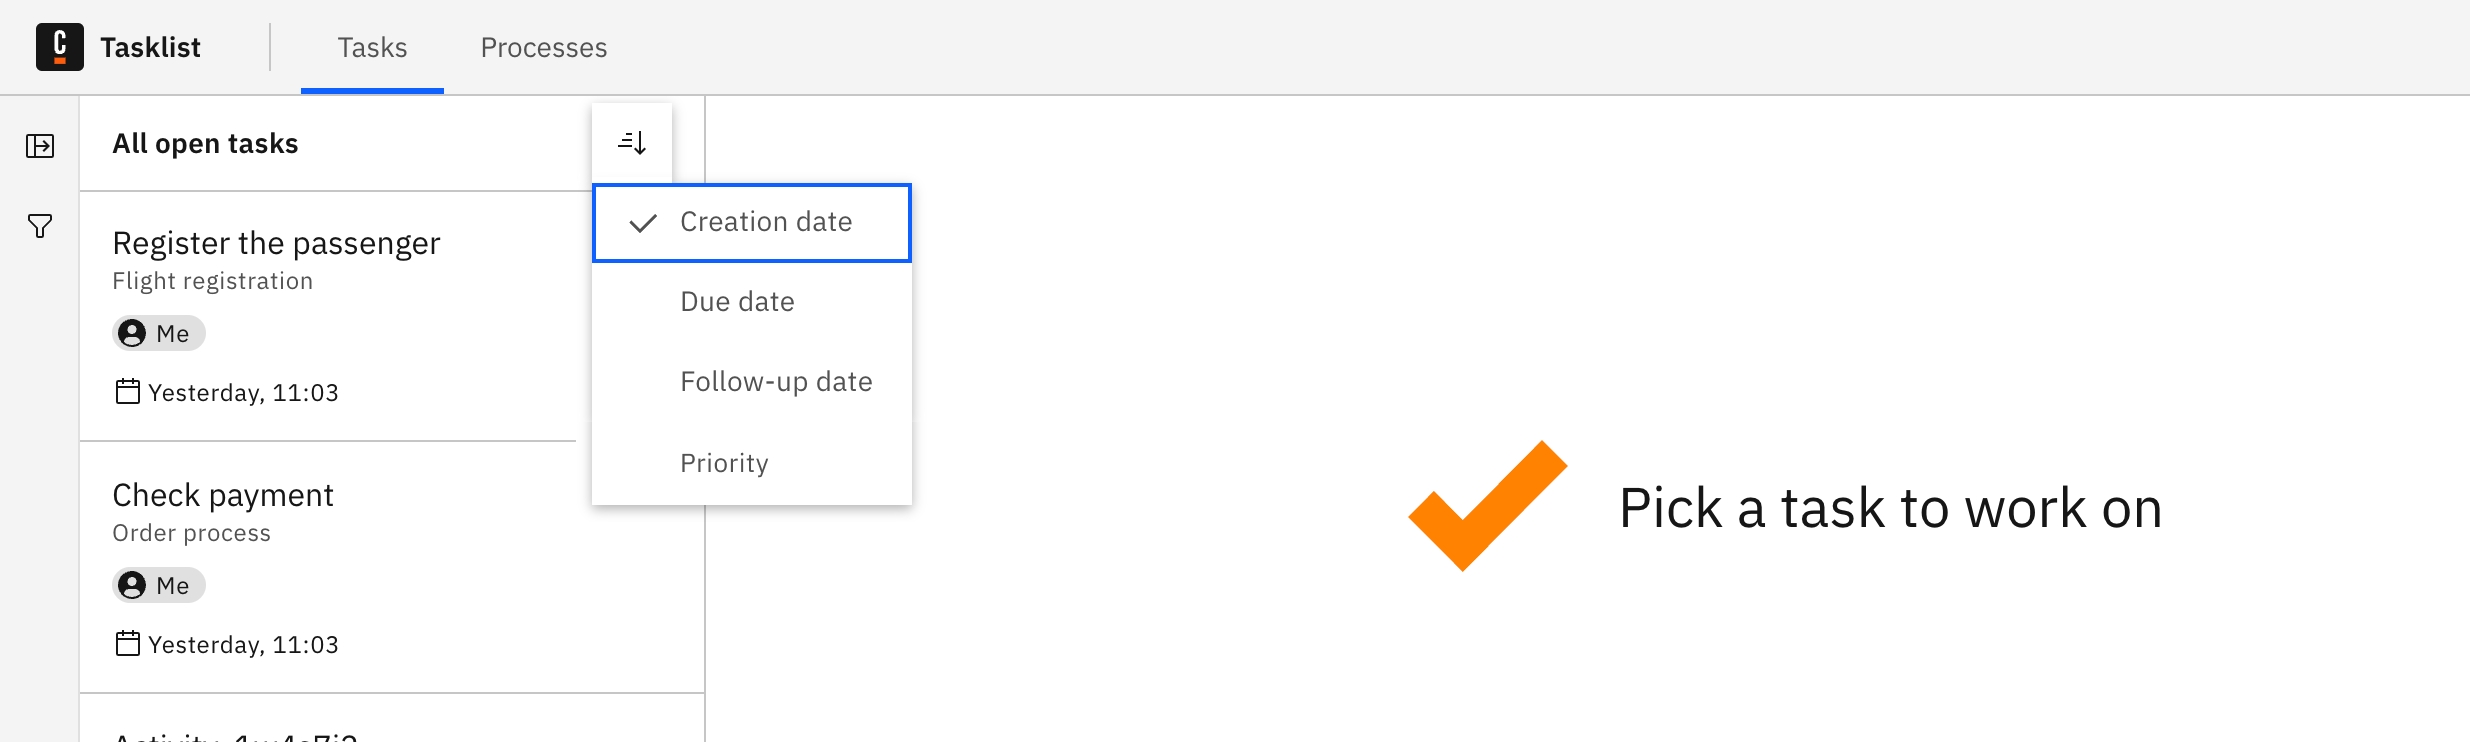 Tasklist
Tasks
Processes
All open tasks
Creation date
Due date
Follow-up date
Priority
Register the passenger
Flight registration
Me
Yesterday, 11:03
Check payment
Order process
Me
Yesterday, 11:03
Pick a task to work on